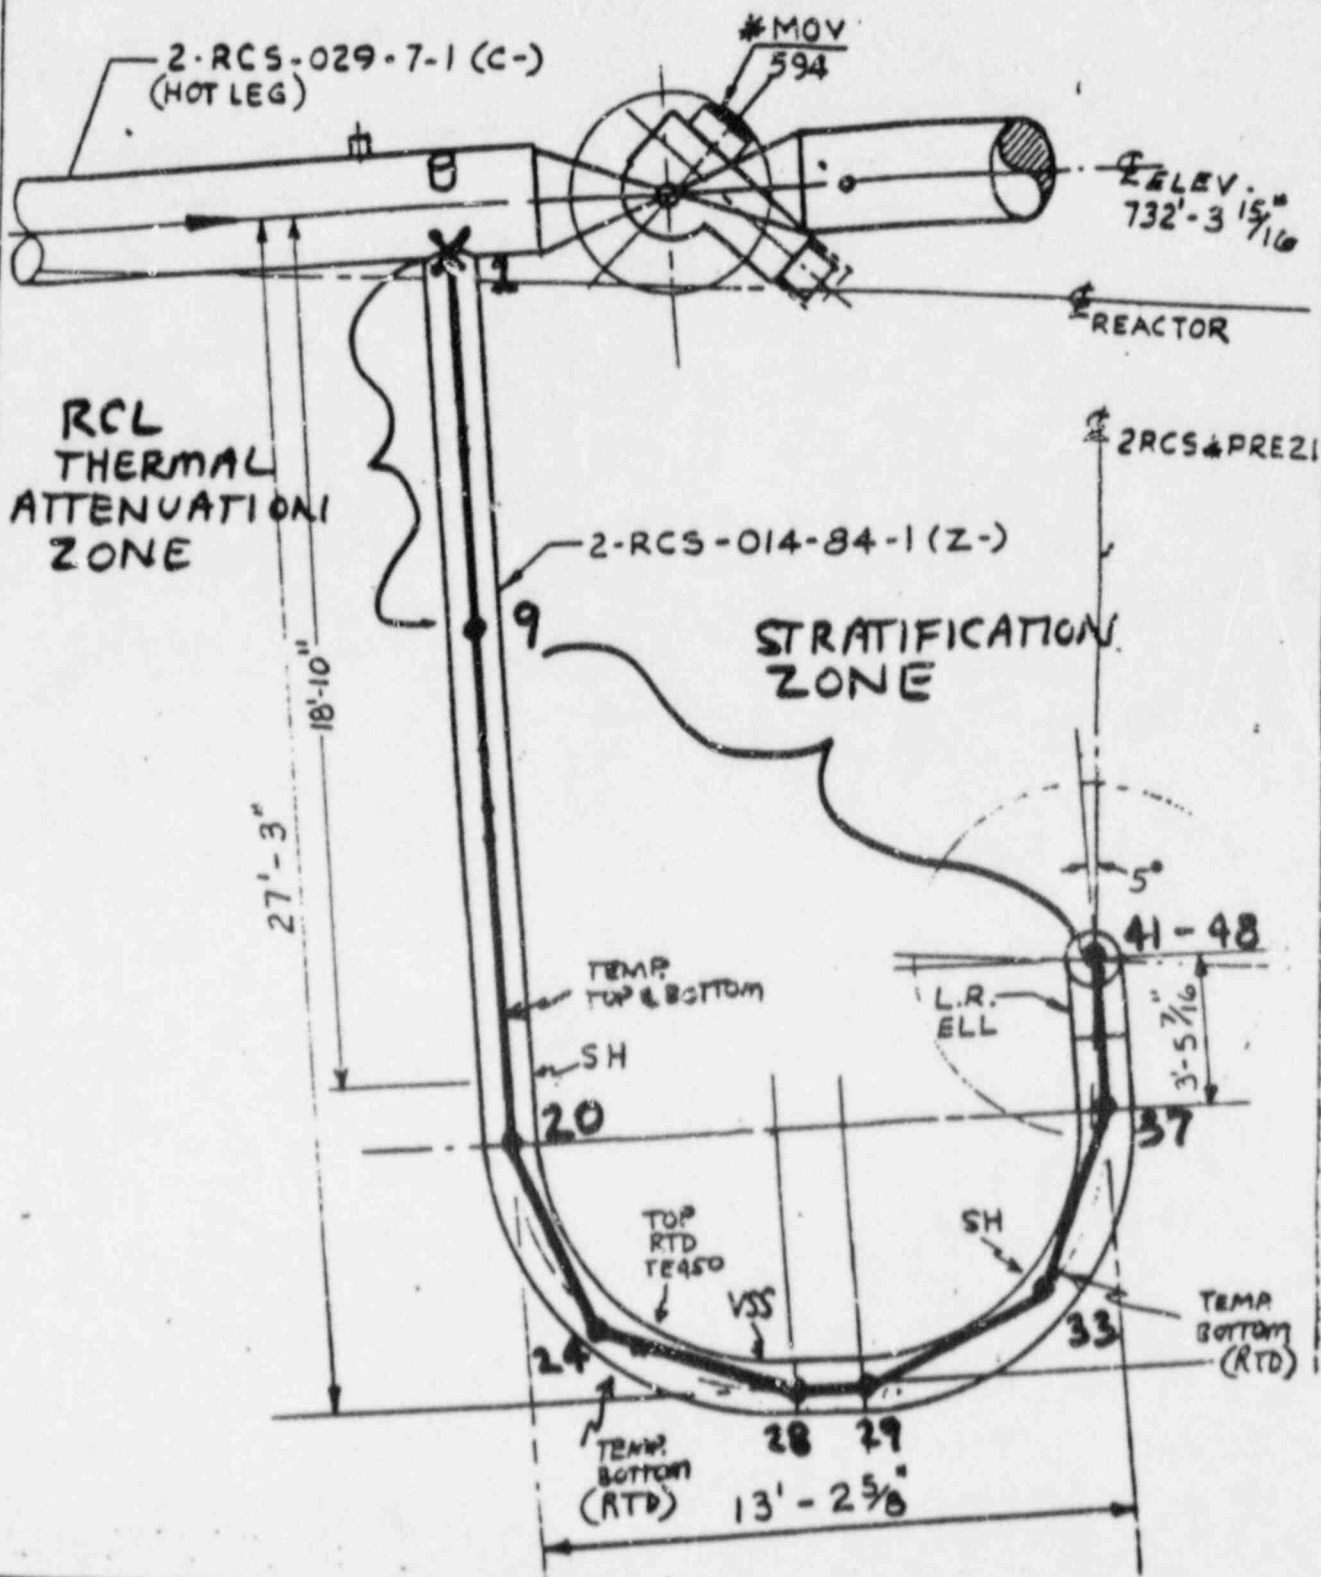 2-RCS-029-7-1 (C-)
(HOT LEG)
*MOV
594
℄ ELEV.
732'-3 15/16"
1
℄ REACTOR
RCL
THERMAL
ATTENUATION
ZONE
℄ 2RCS*PRE21
2-RCS-014-84-1 (Z-)
9
STRATIFICATION
ZONE
18'-10"
27'-3"
5°
41-48
TEMP.
TOP & BOTTOM
L.R.
ELL
3'-5 7/16"
SH
20
37
TOP
RTD
TE450
SH
VSS
24
33
TEMP.
BOTTOM
(RTD)
28 29
TEMP.
BOTTOM
(RTD)
13'-2 5/8"